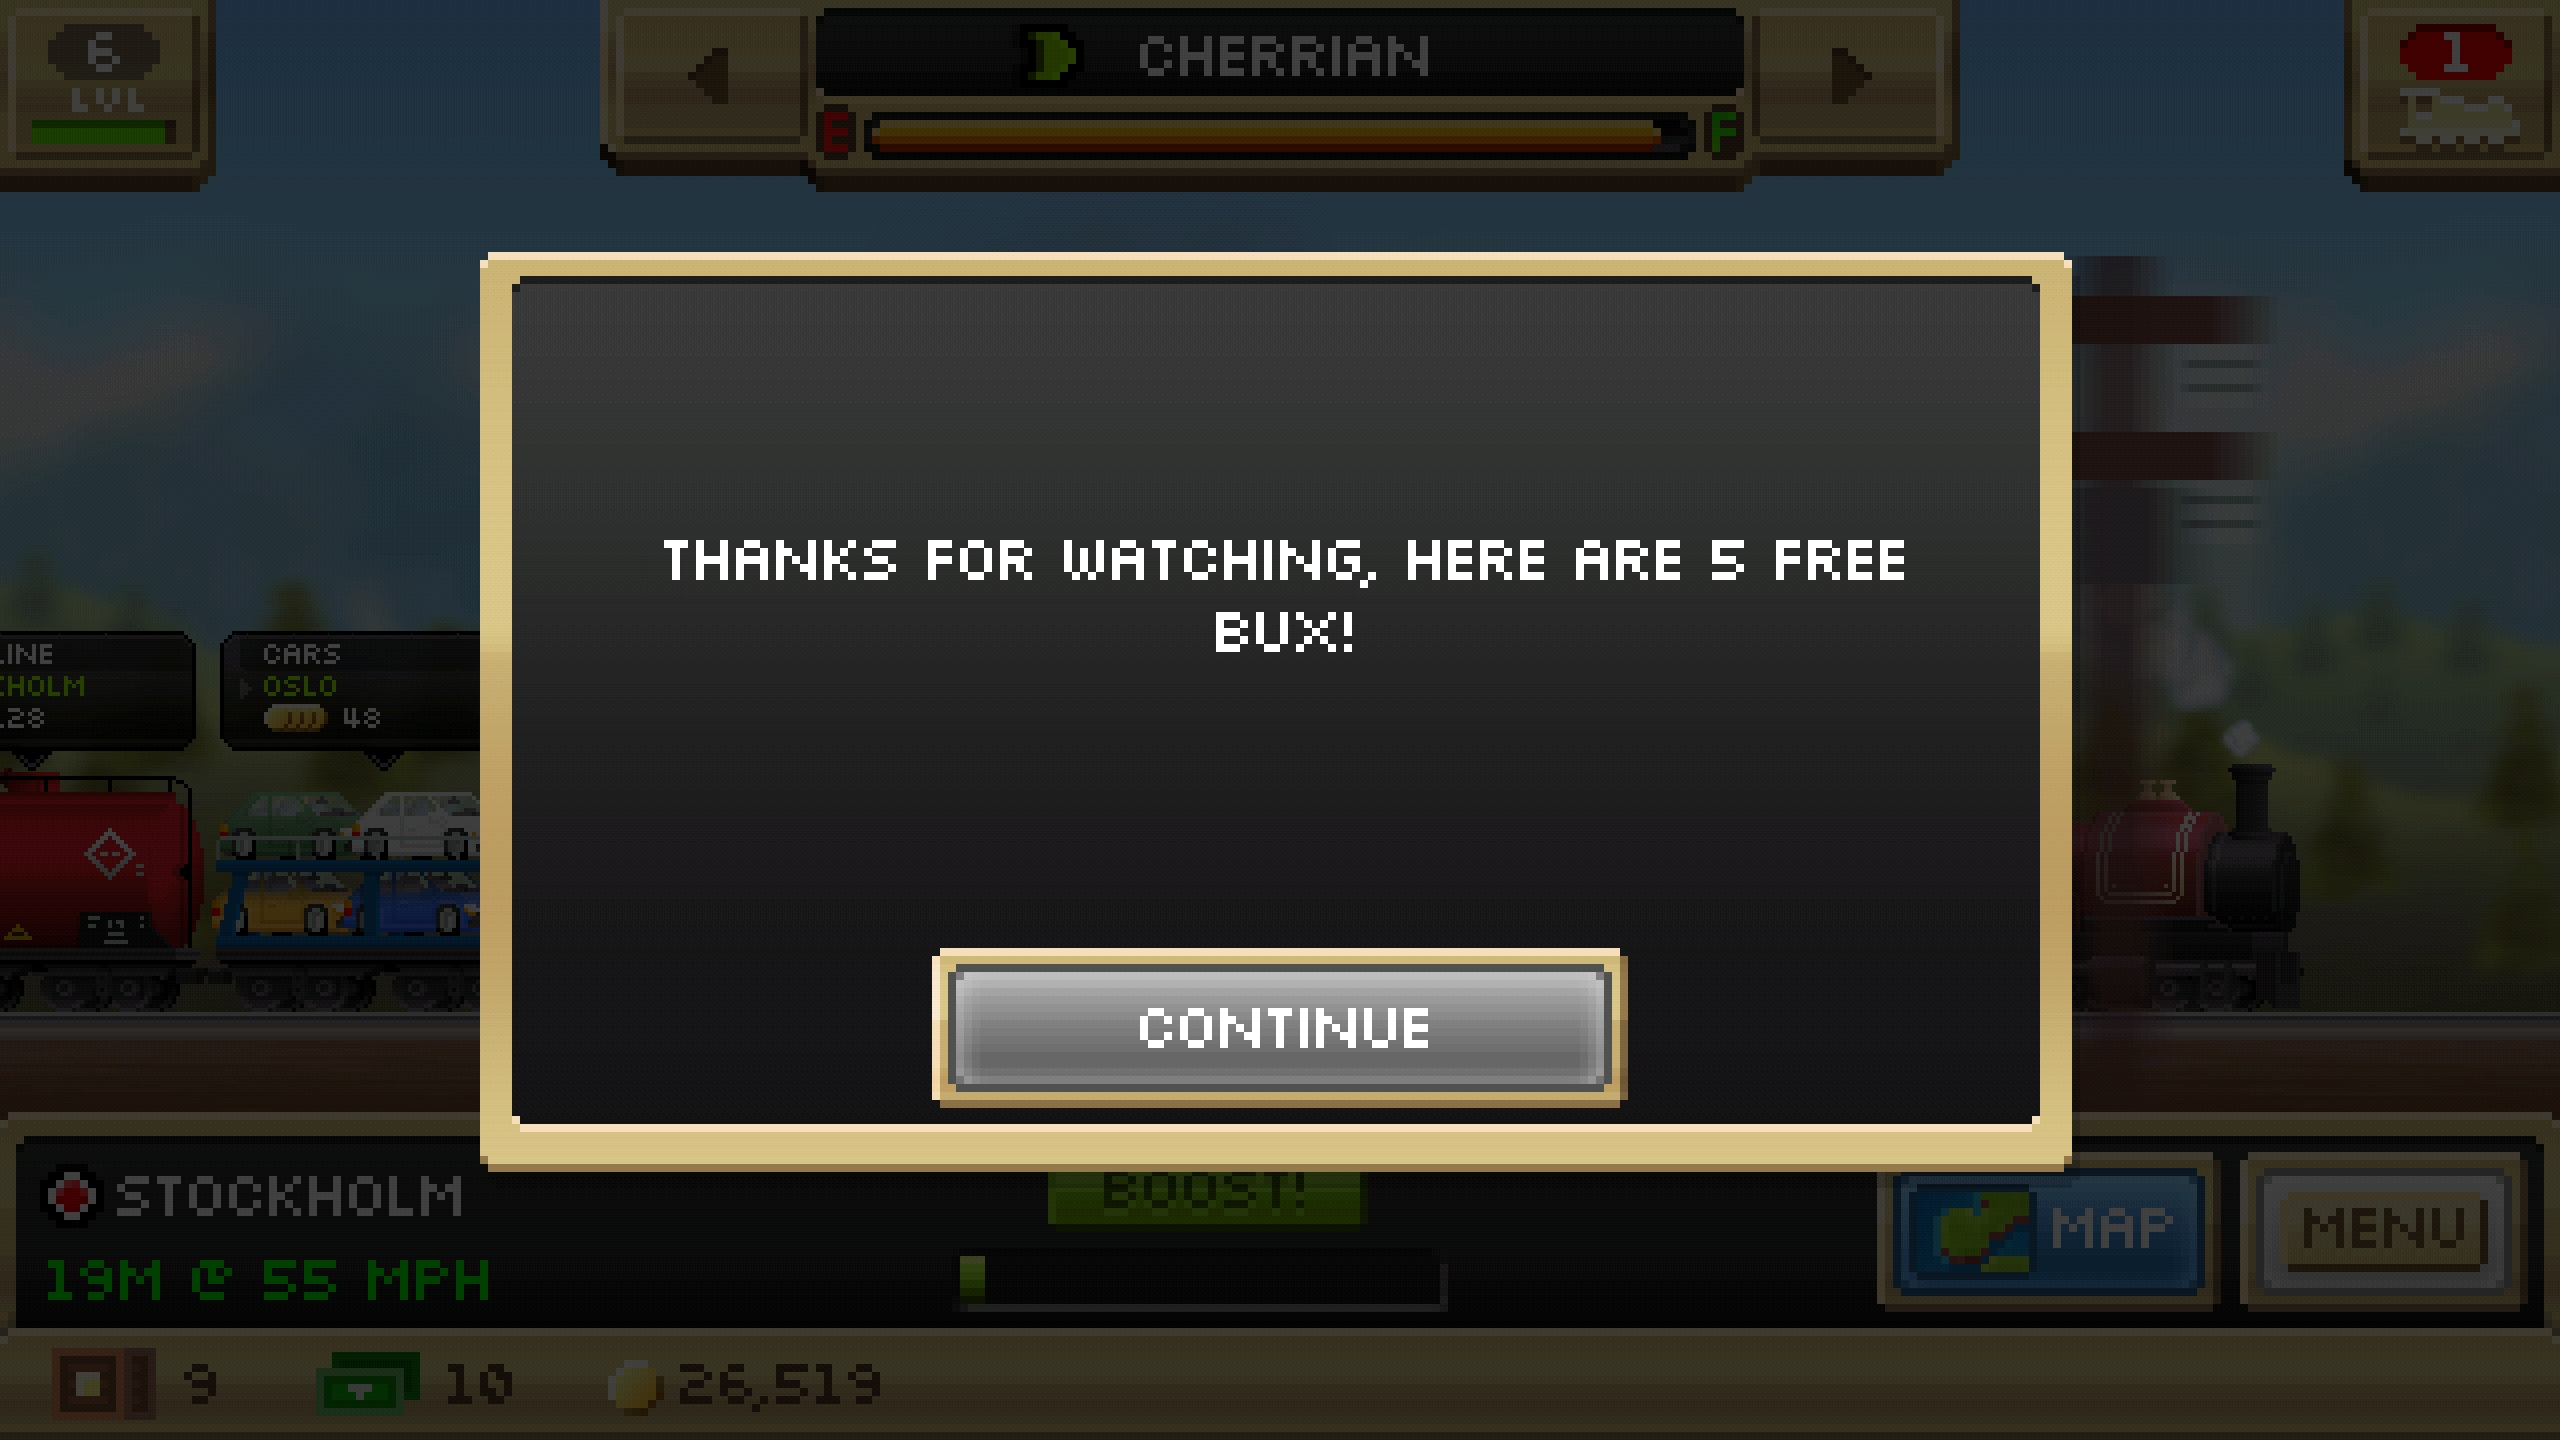 6
LVL
CHERRIAN
E
F
1
THANKS FOR WATCHING, HERE ARE 5 FREE
BUX!
CARS
OSLO
48
CONTINUE
STOCKHOLM
19M @ 55 MPH
BOOST!
MAP
MENU
9
10
26,519